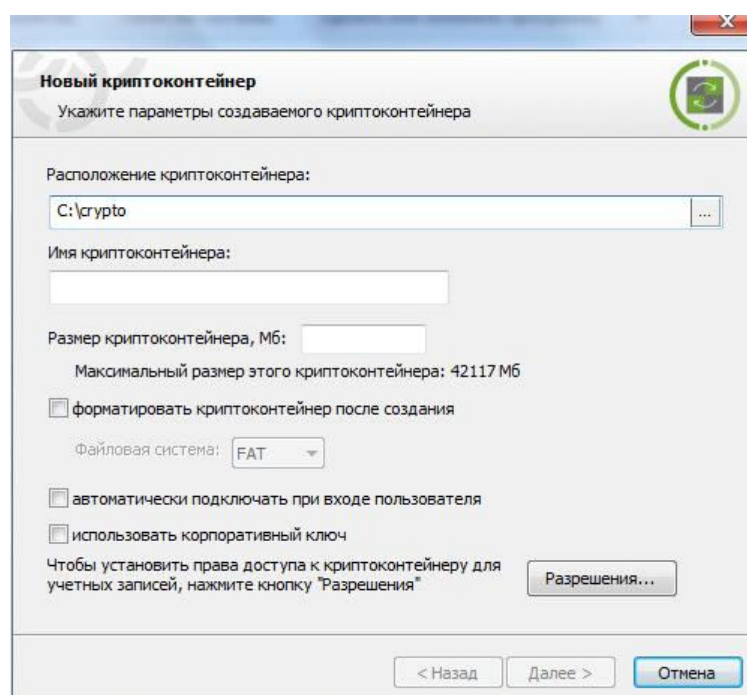 Новый криптоконтейнер
Укажите параметры создаваемого криптоконтейнера
Расположение криптоконтейнера:
C:\crypto
...
Имя криптоконтейнера:
Размер криптоконтейнера, Мб:
Максимальный размер этого криптоконтейнера: 42117 Мб
форматировать криптоконтейнер после создания
Файловая система: FAT
автоматически подключать при входе пользователя
использовать корпоративный ключ
Чтобы установить права доступа к криптоконтейнеру для
учетных записей, нажмите кнопку "Разрешения"
Разрешения...
< Назад Далее > Отмена